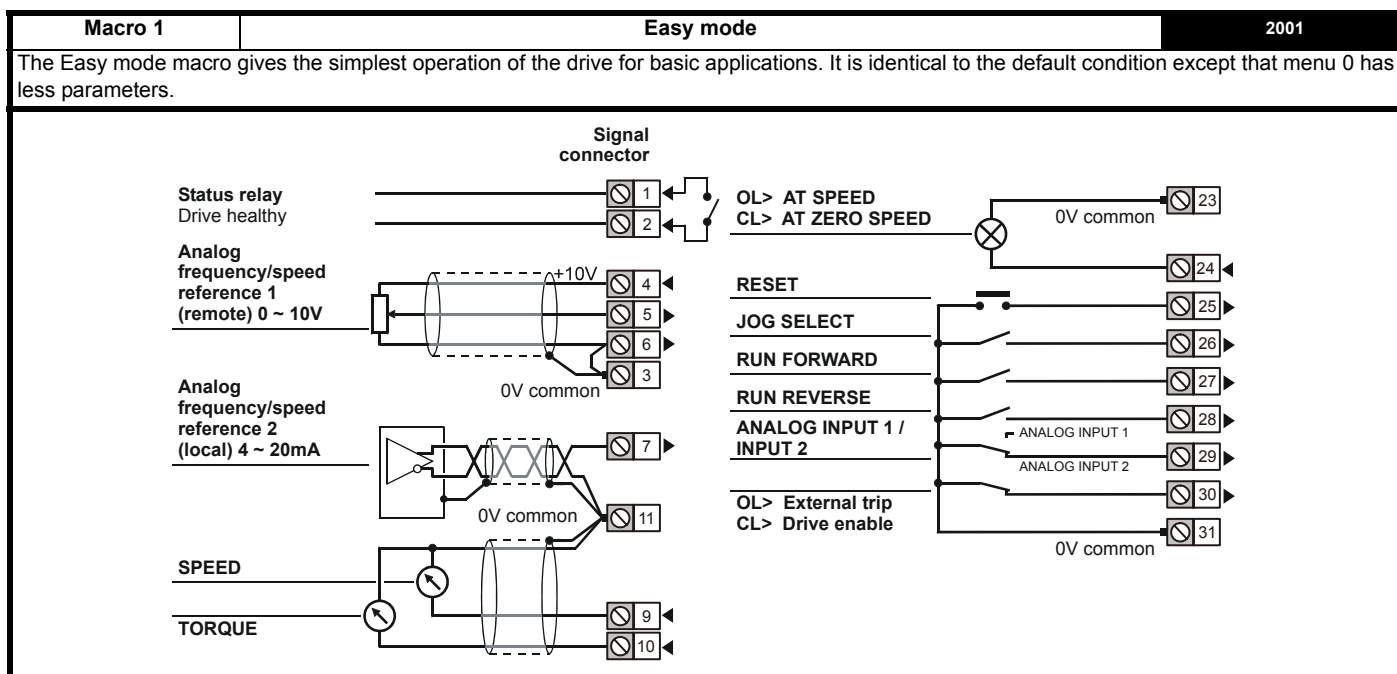 Macro 1
Easy mode
2001
The Easy mode macro gives the simplest operation of the drive for basic applications. It is identical to the default condition except that menu 0 has
less parameters.
Signal
connector
Status relay
Drive healthy
1
2
Analog
frequency/speed
reference 1
(remote) 0 ~ 10V
+10V
4
5
6
3
0V common
Analog
frequency/speed
reference 2
(local) 4 ~ 20mA
7
0V common
11
SPEED
TORQUE
9
10
OL> AT SPEED
CL> AT ZERO SPEED
0V common
23
24
RESET
25
JOG SELECT
26
RUN FORWARD
27
RUN REVERSE
28
ANALOG INPUT 1 /
INPUT 2
ANALOG INPUT 1
ANALOG INPUT 2
29
30
OL> External trip
CL> Drive enable
31
0V common